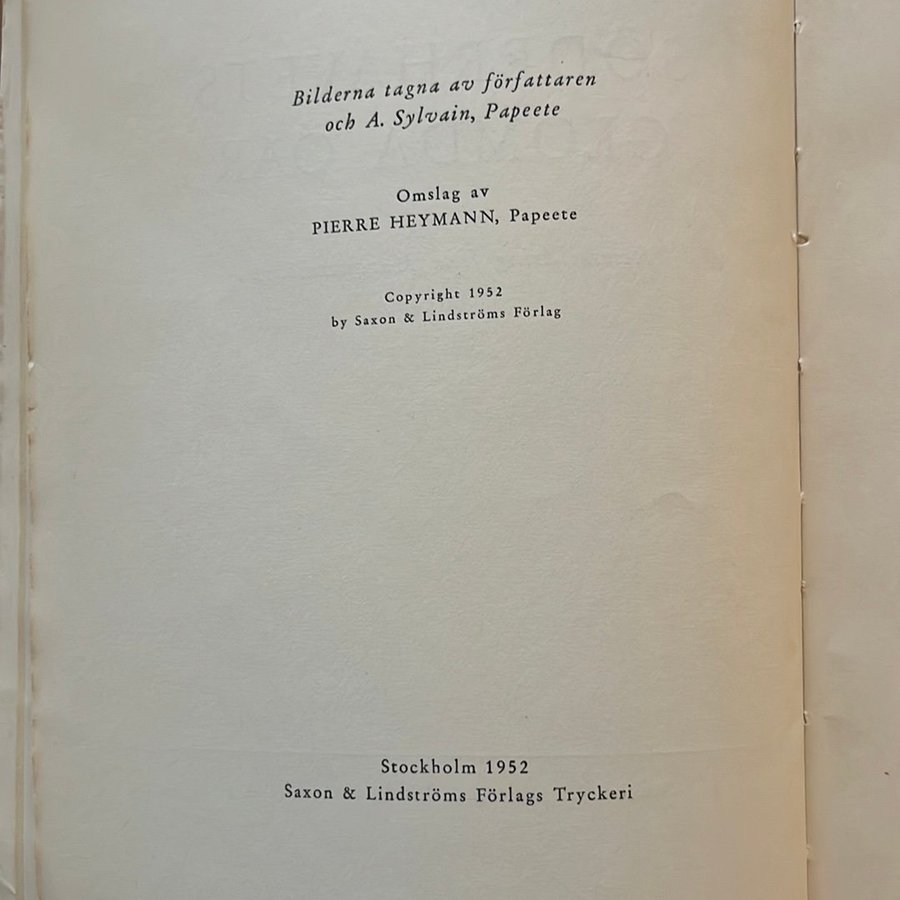 Bilderna tagna av författaren
och A. Sylvain, Papeete
Omslag av
PIERRE HEYMANN, Papeete
Copyright 1952
by Saxon & Lindströms Förlag
Stockholm 1952
Saxon & Lindströms Förlags Tryckeri